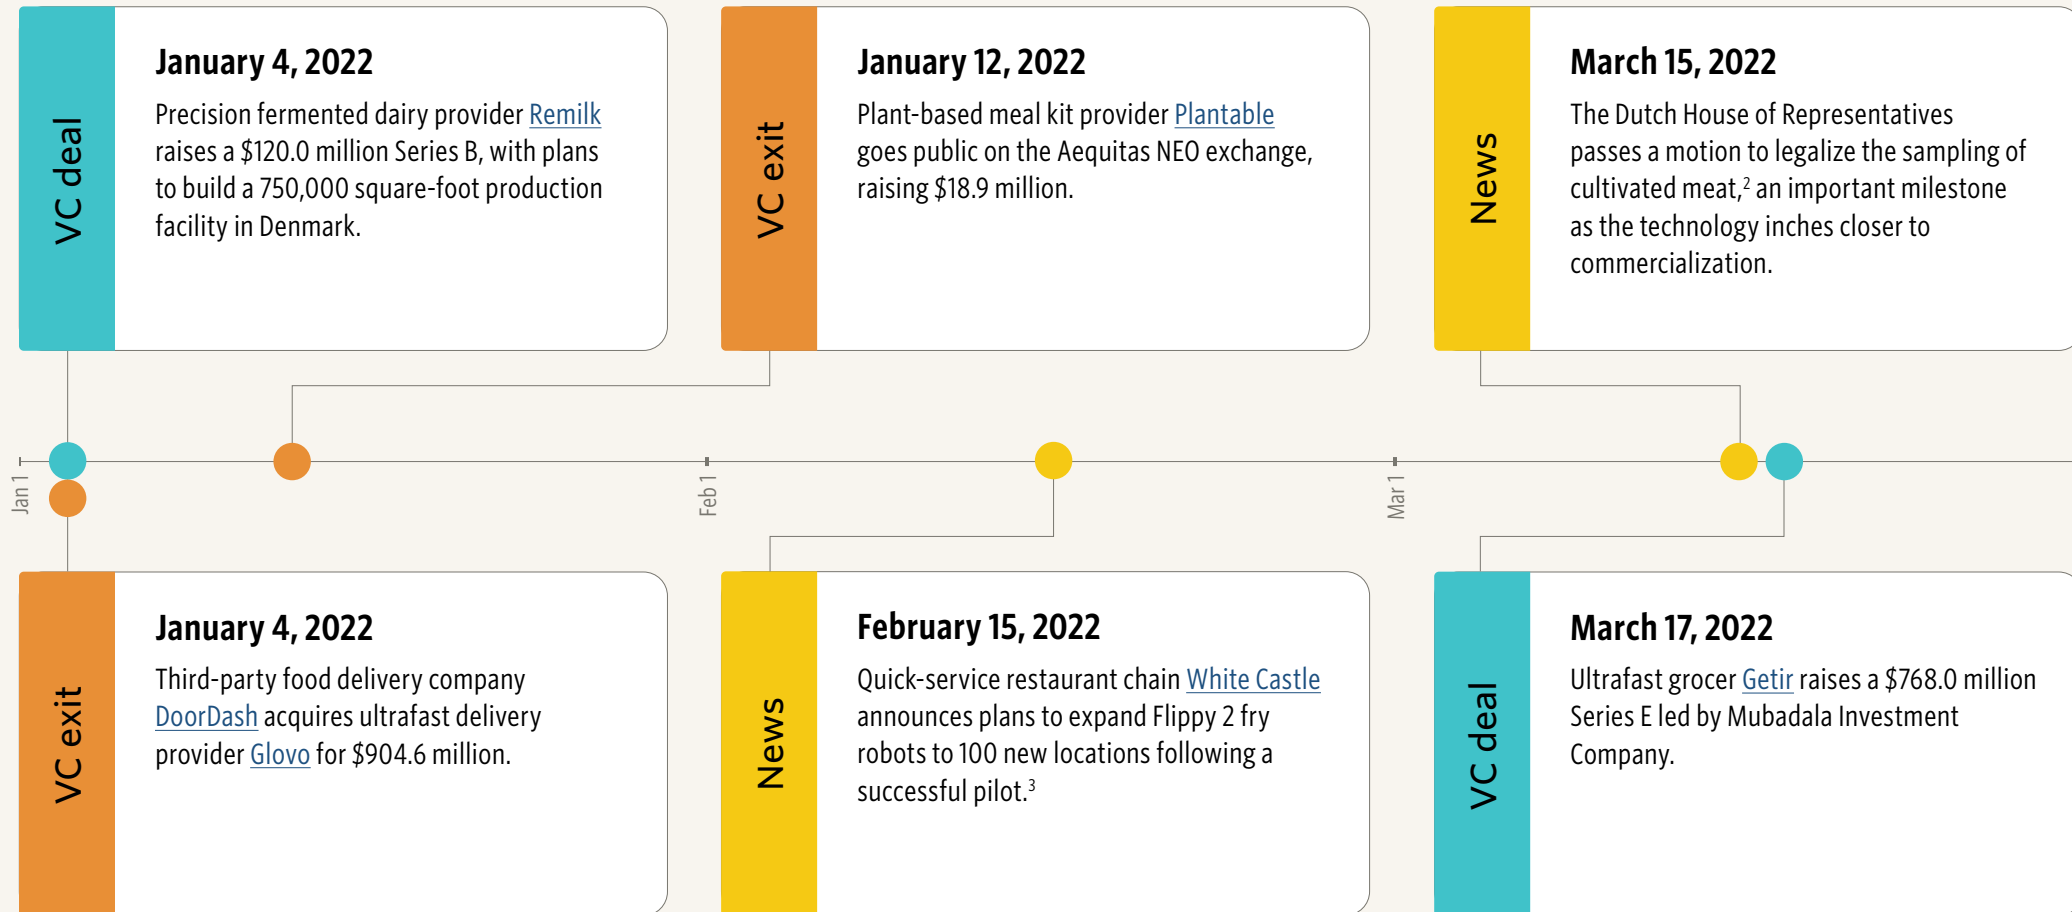 VC deal
January 4, 2022
Precision fermented dairy provider Remilk
raises a $120.0 million Series B, with plans
to build a 750,000 square-foot production
facility in Denmark.
VC exit
January 12, 2022
Plant-based meal kit provider Plantable
goes public on the Aequitas NEO exchange,
raising $18.9 million.
News
March 15, 2022
The Dutch House of Representatives
passes a motion to legalize the sampling of
cultivated meat,² an important milestone
as the technology inches closer to
commercialization.
Jan 1
Feb 1
Mar 1
VC exit
January 4, 2022
Third-party food delivery company
DoorDash acquires ultrafast delivery
provider Glovo for $904.6 million.
News
February 15, 2022
Quick-service restaurant chain White Castle
announces plans to expand Flippy 2 fry
robots to 100 new locations following a
successful pilot.³
VC deal
March 17, 2022
Ultrafast grocer Getir raises a $768.0 million
Series E led by Mubadala Investment
Company.